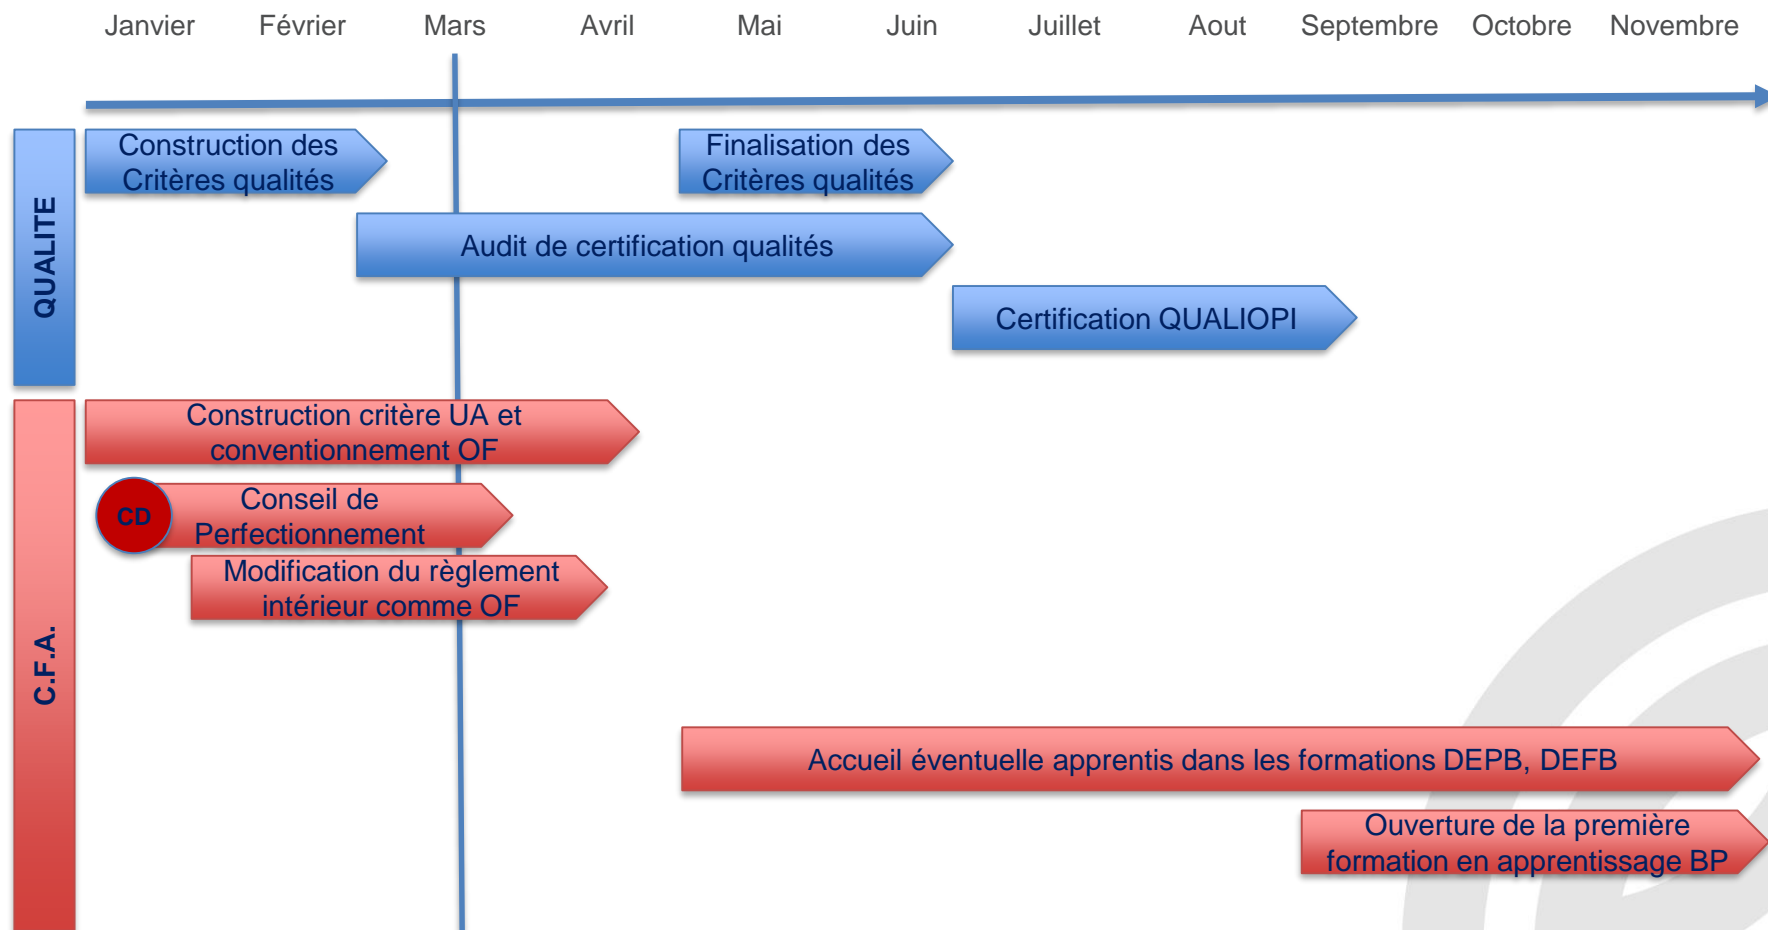 Janvier Février Mars Avril Mai Juin Juillet Aout Septembre Octobre Novembre
QUALITE
Construction des
Critères qualités
Finalisation des
Critères qualités
Audit de certification qualités
Certification QUALIOPI
C.F.A.
Construction critère UA et
conventionnement OF
CD
Conseil de
Perfectionnement
Modification du règlement
intérieur comme OF
Accueil éventuelle apprentis dans les formations DEPB, DEFB
Ouverture de la première
formation en apprentissage BP